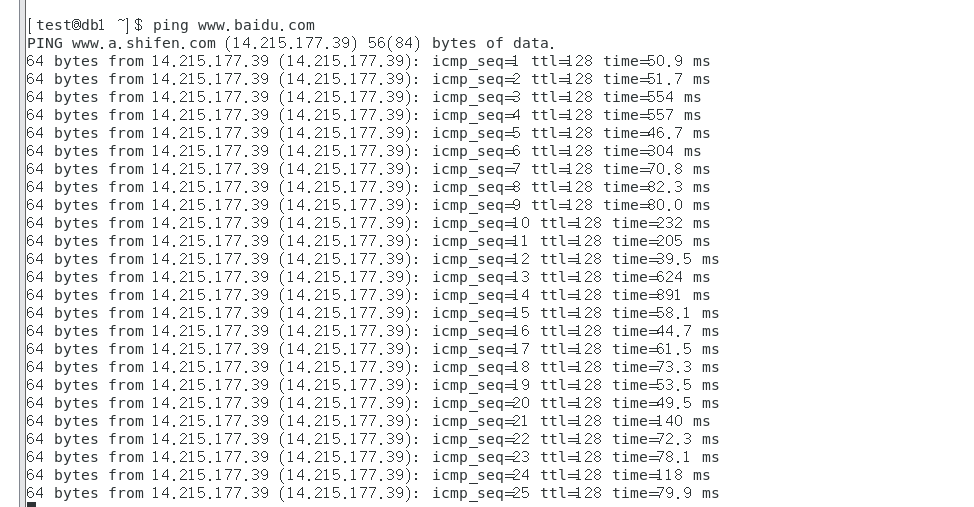 [test@db1 ~]$ ping www.baidu.com
PING www.a.shifen.com (14.215.177.39) 56(84) bytes of data.
64 bytes from 14.215.177.39 (14.215.177.39): icmp_seq=1 ttl=128 time=50.9 ms
64 bytes from 14.215.177.39 (14.215.177.39): icmp_seq=2 ttl=128 time=51.7 ms
64 bytes from 14.215.177.39 (14.215.177.39): icmp_seq=3 ttl=128 time=554 ms
64 bytes from 14.215.177.39 (14.215.177.39): icmp_seq=4 ttl=128 time=557 ms
64 bytes from 14.215.177.39 (14.215.177.39): icmp_seq=5 ttl=128 time=46.7 ms
64 bytes from 14.215.177.39 (14.215.177.39): icmp_seq=6 ttl=128 time=304 ms
64 bytes from 14.215.177.39 (14.215.177.39): icmp_seq=7 ttl=128 time=70.8 ms
64 bytes from 14.215.177.39 (14.215.177.39): icmp_seq=8 ttl=128 time=82.3 ms
64 bytes from 14.215.177.39 (14.215.177.39): icmp_seq=9 ttl=128 time=80.0 ms
64 bytes from 14.215.177.39 (14.215.177.39): icmp_seq=10 ttl=128 time=232 ms
64 bytes from 14.215.177.39 (14.215.177.39): icmp_seq=11 ttl=128 time=205 ms
64 bytes from 14.215.177.39 (14.215.177.39): icmp_seq=12 ttl=128 time=39.5 ms
64 bytes from 14.215.177.39 (14.215.177.39): icmp_seq=13 ttl=128 time=624 ms
64 bytes from 14.215.177.39 (14.215.177.39): icmp_seq=14 ttl=128 time=891 ms
64 bytes from 14.215.177.39 (14.215.177.39): icmp_seq=15 ttl=128 time=58.1 ms
64 bytes from 14.215.177.39 (14.215.177.39): icmp_seq=16 ttl=128 time=44.7 ms
64 bytes from 14.215.177.39 (14.215.177.39): icmp_seq=17 ttl=128 time=61.5 ms
64 bytes from 14.215.177.39 (14.215.177.39): icmp_seq=18 ttl=128 time=73.3 ms
64 bytes from 14.215.177.39 (14.215.177.39): icmp_seq=19 ttl=128 time=53.5 ms
64 bytes from 14.215.177.39 (14.215.177.39): icmp_seq=20 ttl=128 time=49.5 ms
64 bytes from 14.215.177.39 (14.215.177.39): icmp_seq=21 ttl=128 time=140 ms
64 bytes from 14.215.177.39 (14.215.177.39): icmp_seq=22 ttl=128 time=72.3 ms
64 bytes from 14.215.177.39 (14.215.177.39): icmp_seq=23 ttl=128 time=78.1 ms
64 bytes from 14.215.177.39 (14.215.177.39): icmp_seq=24 ttl=128 time=118 ms
64 bytes from 14.215.177.39 (14.215.177.39): icmp_seq=25 ttl=128 time=79.9 ms